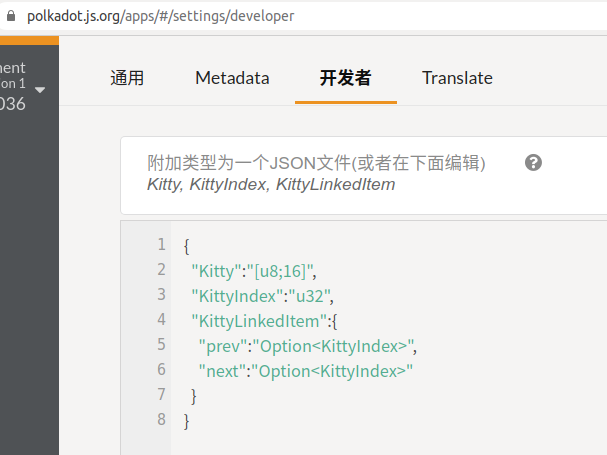 polkadot.js.org/apps/#/settings/developer
ent
on 1
036
通用 Metadata 开发者 Translate
附加类型为一个JSON文件(或者在下面编辑) ?
Kitty, KittyIndex, KittyLinkedItem
1 {
2 "Kitty":"[u8;16]",
3 "KittyIndex":"u32",
4 "KittyLinkedItem":{
5 "prev":"Option<KittyIndex>",
6 "next":"Option<KittyIndex>"
7 }
8 }